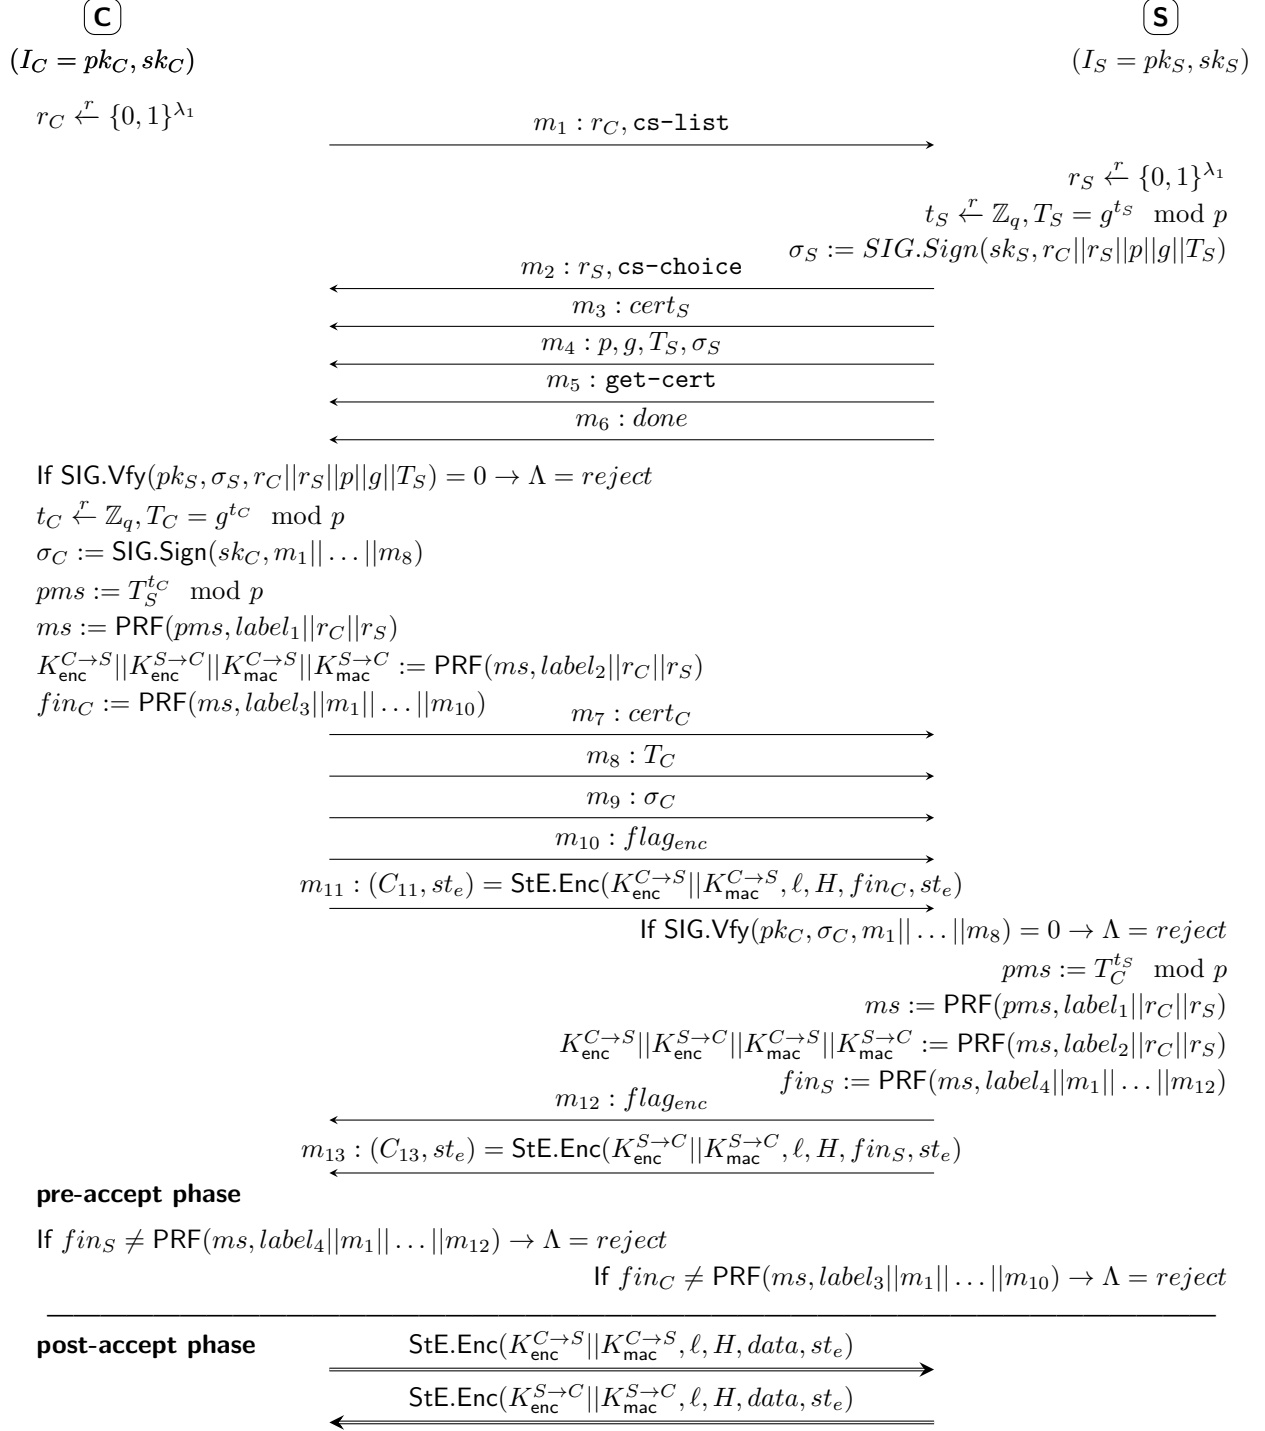 C
S
(I_C = pk_C, sk_C)
(I_S = pk_S, sk_S)
r_C ←^r {0,1}^{λ_1}
m_1 : r_C, cs-list
r_S ←^r {0,1}^{λ_1}
t_S ←^r ℤ_q, T_S = g^{t_S} mod p
σ_S := SIG.Sign(sk_S, r_C||r_S||p||g||T_S)
m_2 : r_S, cs-choice
m_3 : cert_S
m_4 : p, g, T_S, σ_S
m_5 : get-cert
m_6 : done
If SIG.Vfy(pk_S, σ_S, r_C||r_S||p||g||T_S) = 0 → Λ = reject
t_C ←^r ℤ_q, T_C = g^{t_C} mod p
σ_C := SIG.Sign(sk_C, m_1||...||m_8)
pms := T_S^{t_C} mod p
ms := PRF(pms, label_1||r_C||r_S)
K_enc^{C→S}||K_enc^{S→C}||K_mac^{C→S}||K_mac^{S→C} := PRF(ms, label_2||r_C||r_S)
fin_C := PRF(ms, label_3||m_1||...||m_10)
m_7 : cert_C
m_8 : T_C
m_9 : σ_C
m_10 : flag_enc
m_11 : (C_11, st_e) = StE.Enc(K_enc^{C→S}||K_mac^{C→S}, ℓ, H, fin_C, st_e)
If SIG.Vfy(pk_C, σ_C, m_1||...||m_8) = 0 → Λ = reject
pms := T_C^{t_S} mod p
ms := PRF(pms, label_1||r_C||r_S)
K_enc^{C→S}||K_enc^{S→C}||K_mac^{C→S}||K_mac^{S→C} := PRF(ms, label_2||r_C||r_S)
fin_S := PRF(ms, label_4||m_1||...||m_12)
m_12 : flag_enc
m_13 : (C_13, st_e) = StE.Enc(K_enc^{S→C}||K_mac^{S→C}, ℓ, H, fin_S, st_e)
pre-accept phase
If fin_S ≠ PRF(ms, label_4||m_1||...||m_12) → Λ = reject
If fin_C ≠ PRF(ms, label_3||m_1||...||m_10) → Λ = reject
post-accept phase
StE.Enc(K_enc^{C→S}||K_mac^{C→S}, ℓ, H, data, st_e)
StE.Enc(K_enc^{S→C}||K_mac^{S→C}, ℓ, H, data, st_e)